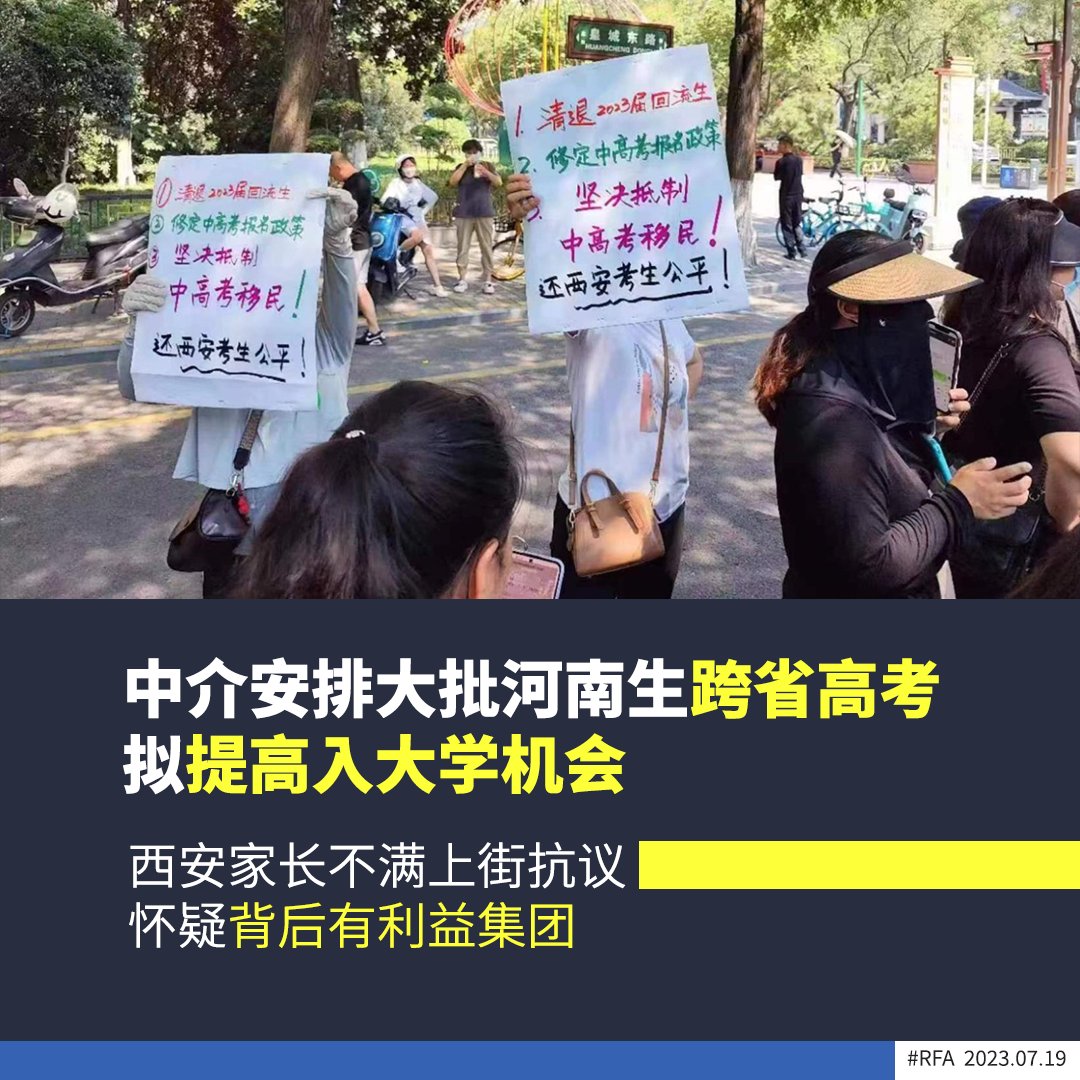 皇城东路
HUANGCHENG DONG
① 清退2023届回流生
② 修定中高考报名政策
③ 坚决抵制
中高考移民！
还西安考生公平！
1. 清退2023届回流生
2. 修定中高考报名政策
3. 坚决抵制
中高考移民！
还西安考生公平！
中介安排大批河南生跨省高考
拟提高入大学机会
西安家长不满上街抗议
怀疑背后有利益集团
#RFA 2023.07.19